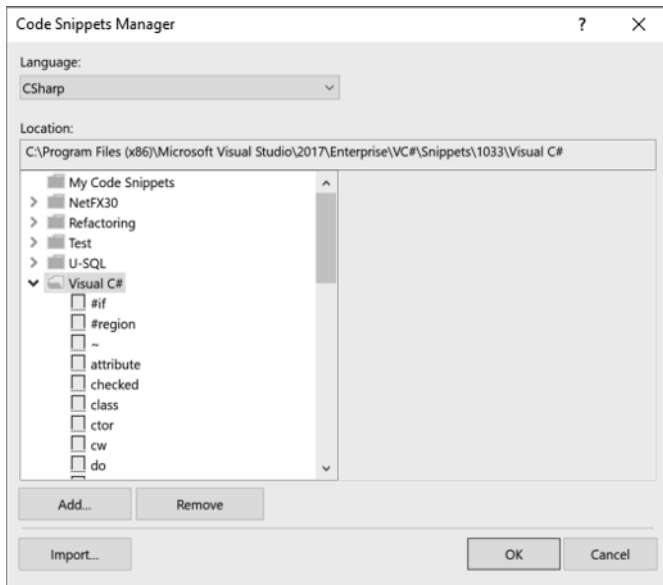 Code Snippets Manager ?
Language:
CSharp
Location:
C:\Program Files (x86)\Microsoft Visual Studio\2017\Enterprise\VC#\Snippets\1033\Visual C#
My Code Snippets
NetFX30
Refactoring
Test
U-SQL
Visual C#
#if
#region
~
attribute
checked
class
ctor
cw
do
Add... Remove
Import... OK Cancel